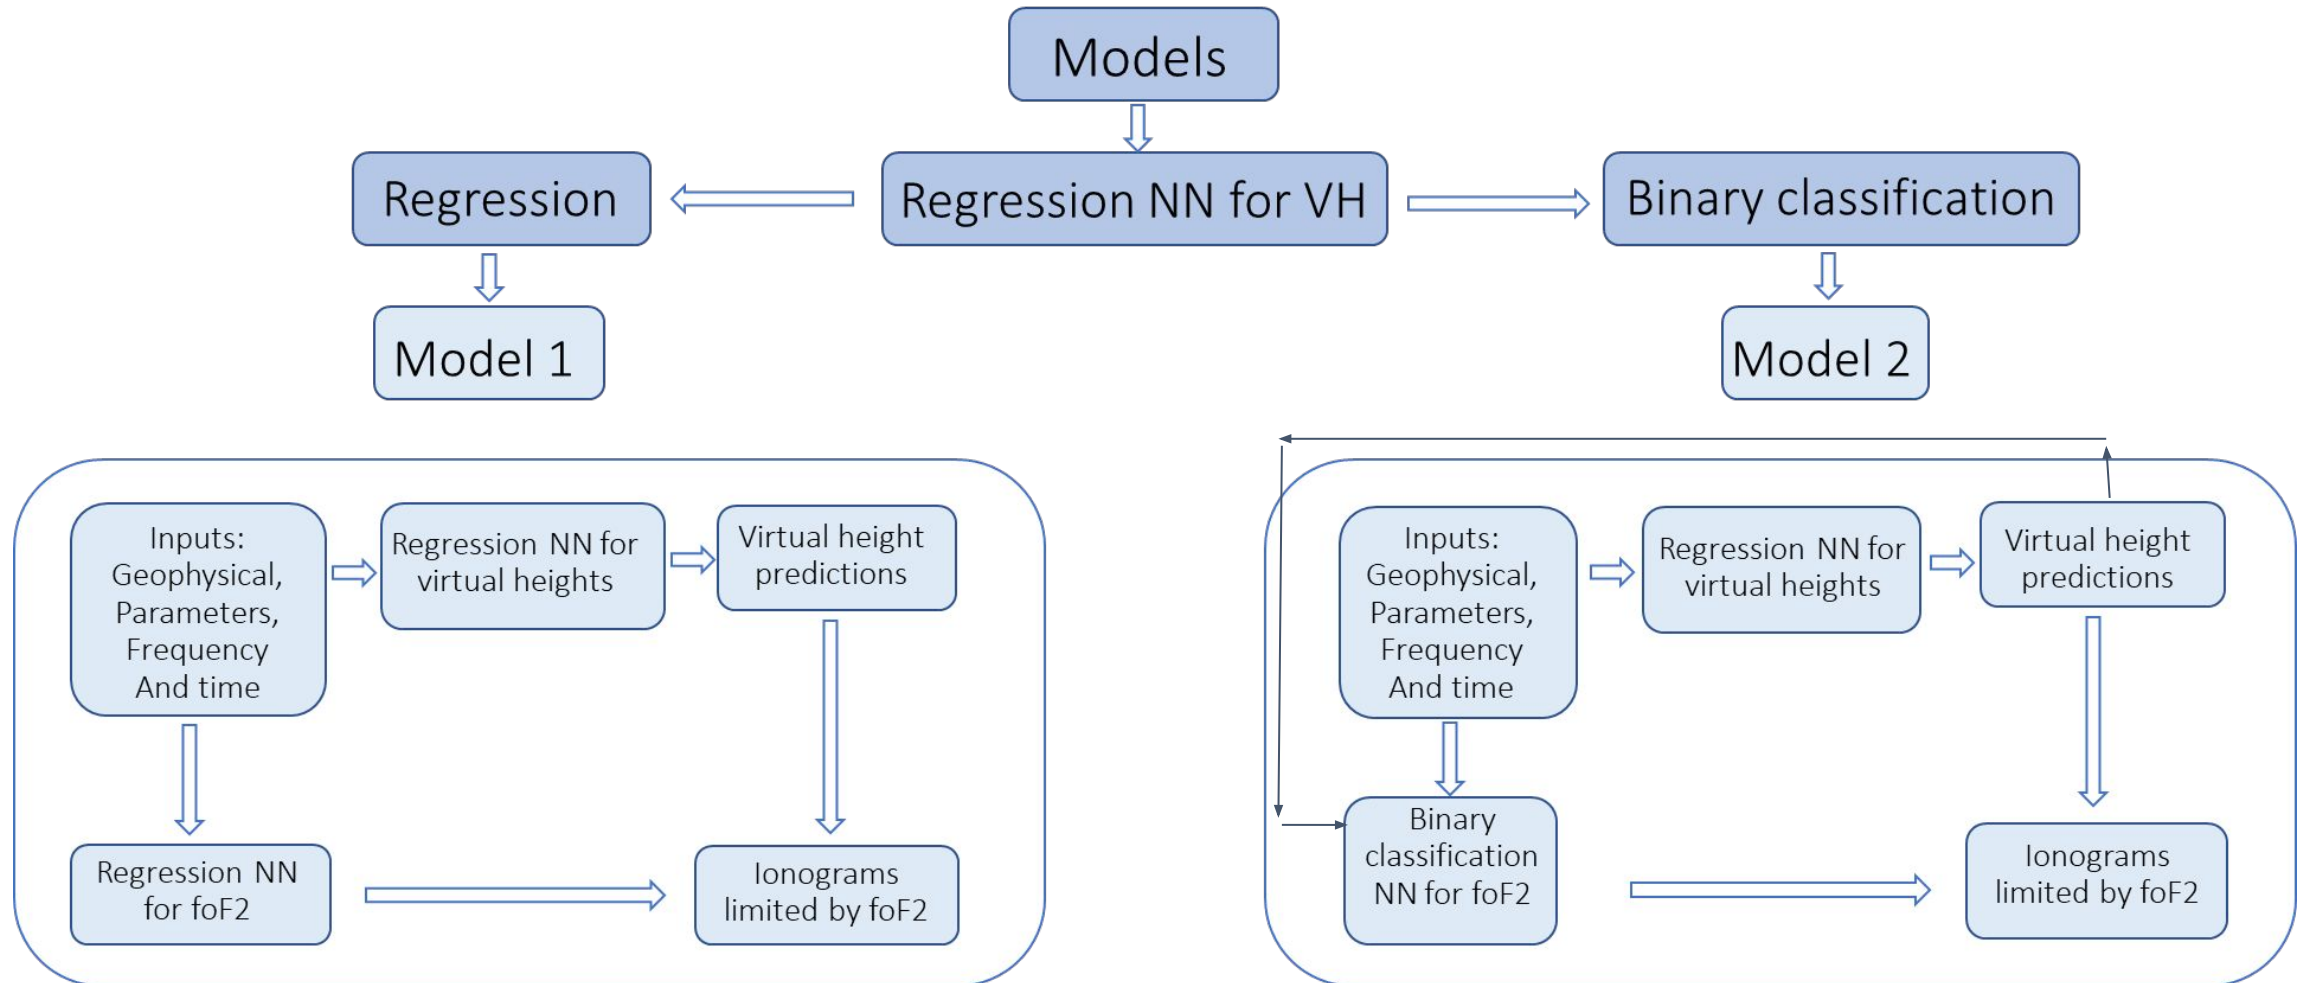 Models
Regression
Regression NN for VH
Binary classification
Model 1
Model 2
Inputs:
Geophysical,
Parameters,
Frequency
And time
Regression NN for
virtual heights
Virtual height
predictions
Regression NN
for foF2
Ionograms
limited by foF2
Inputs:
Geophysical,
Parameters,
Frequency
And time
Regression NN for
virtual heights
Virtual height
predictions
Binary
classification
NN for foF2
Ionograms
limited by foF2